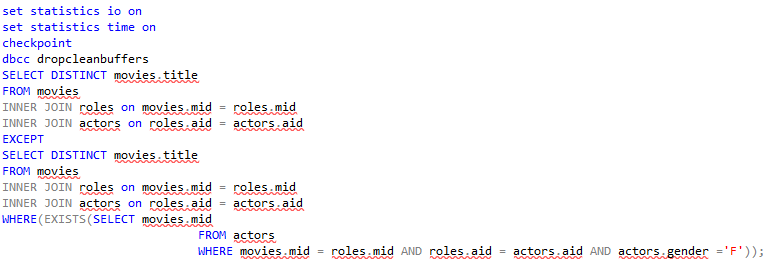 set statistics io on
set statistics time on
checkpoint
dbcc dropcleanbuffers
SELECT DISTINCT movies.title
FROM movies
INNER JOIN roles on movies.mid = roles.mid
INNER JOIN actors on roles.aid = actors.aid
EXCEPT
SELECT DISTINCT movies.title
FROM movies
INNER JOIN roles on movies.mid = roles.mid
INNER JOIN actors on roles.aid = actors.aid
WHERE(EXISTS(SELECT movies.mid
FROM actors
WHERE movies.mid = roles.mid AND roles.aid = actors.aid AND actors.gender ='F'));